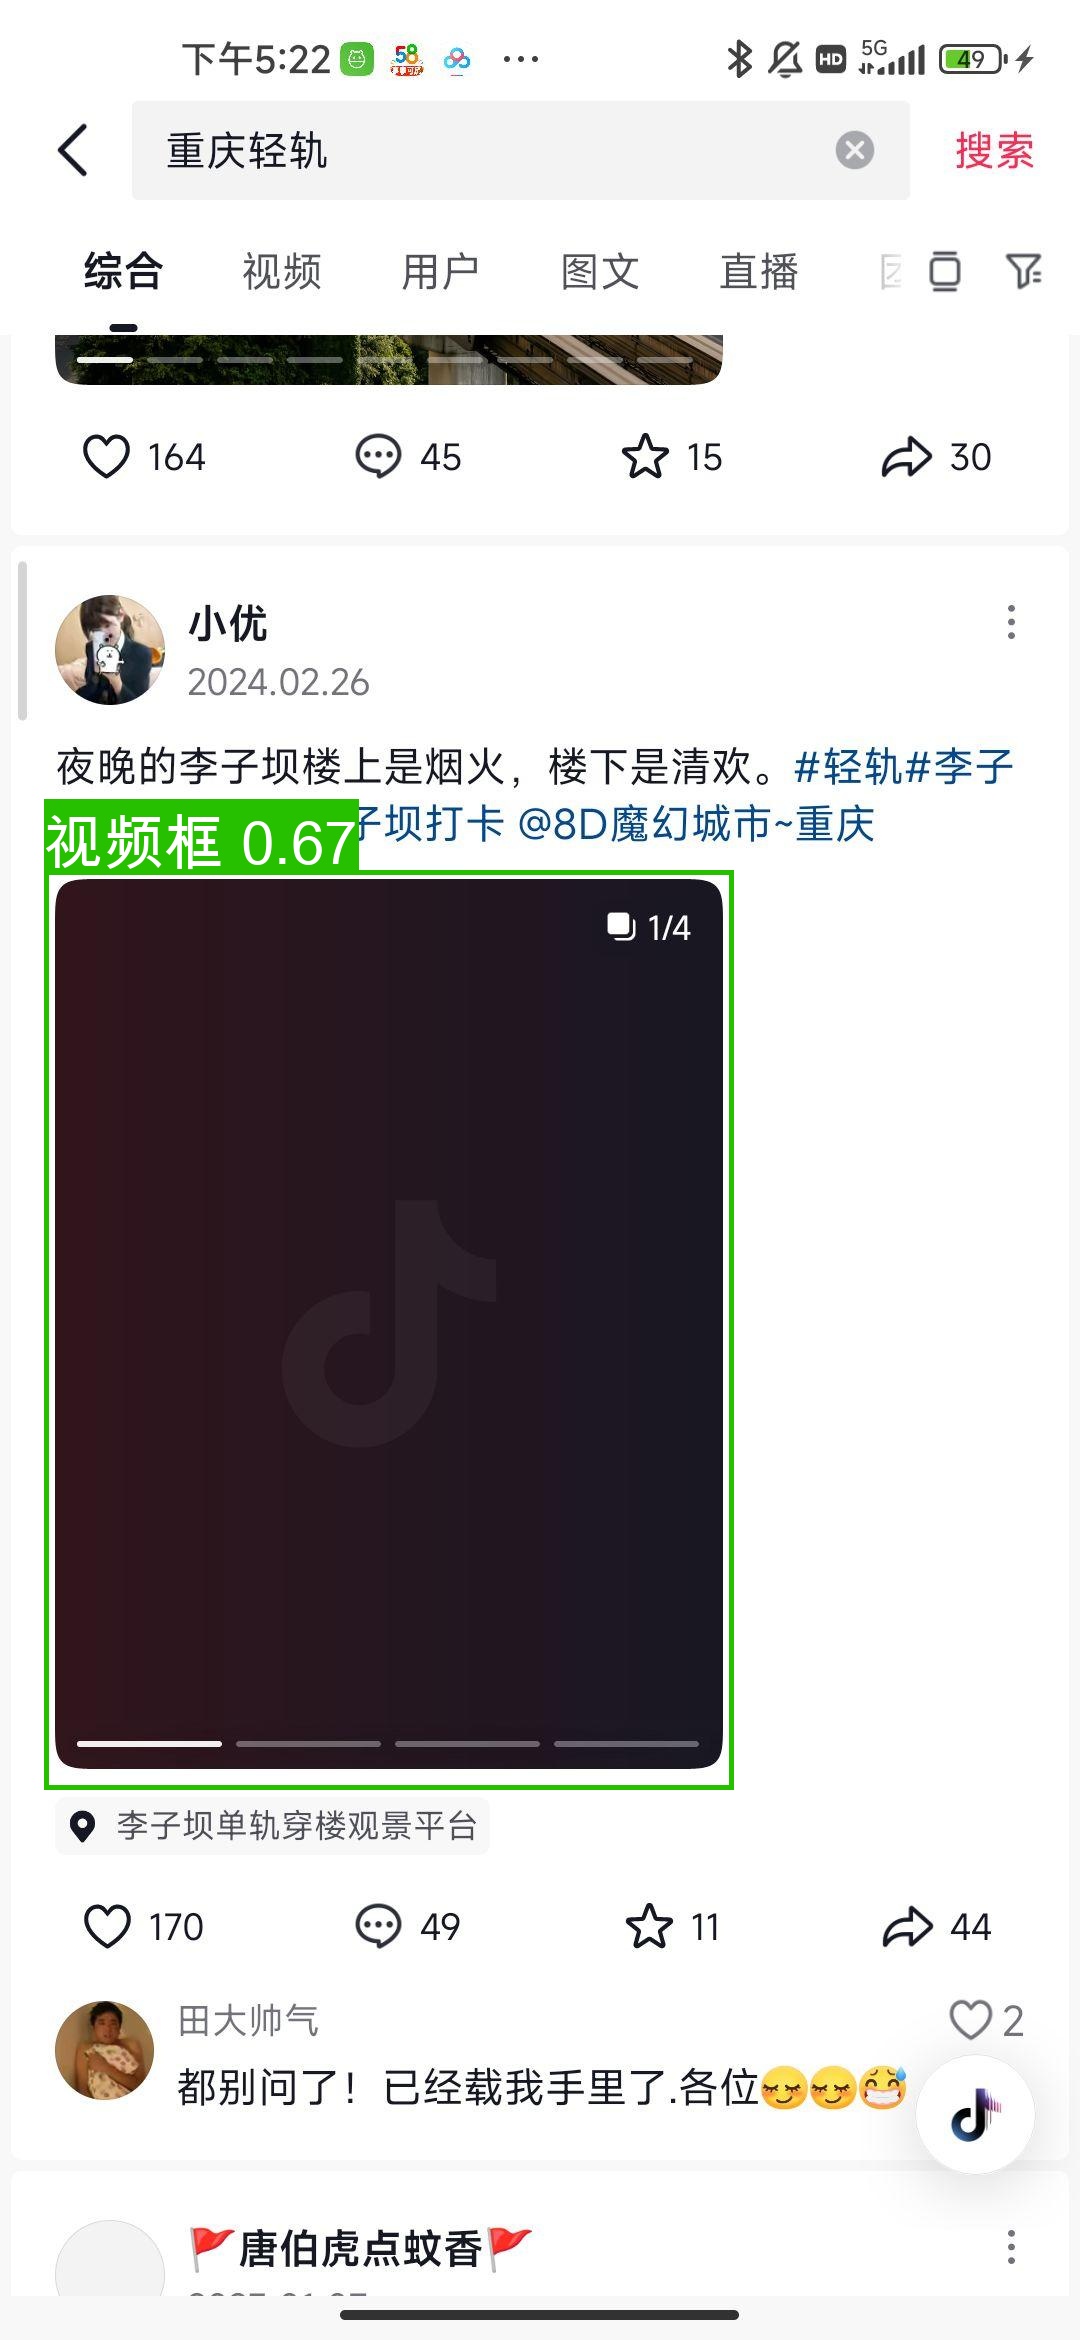 下午5:22
HD 5G 49
重庆轻轨
搜索
综合 视频 用户 图文 直播
164 45 15 30
小优
2024.02.26
夜晚的李子坝楼上是烟火，楼下是清欢。#轻轨#李子
子坝打卡 @8D魔幻城市~重庆
视频框 0.67
1/4
李子坝单轨穿楼观景平台
170 49 11 44
田大帅气
2
都别问了！已经载我手里了.各位😏😏😅
🚩唐伯虎点蚊香🚩